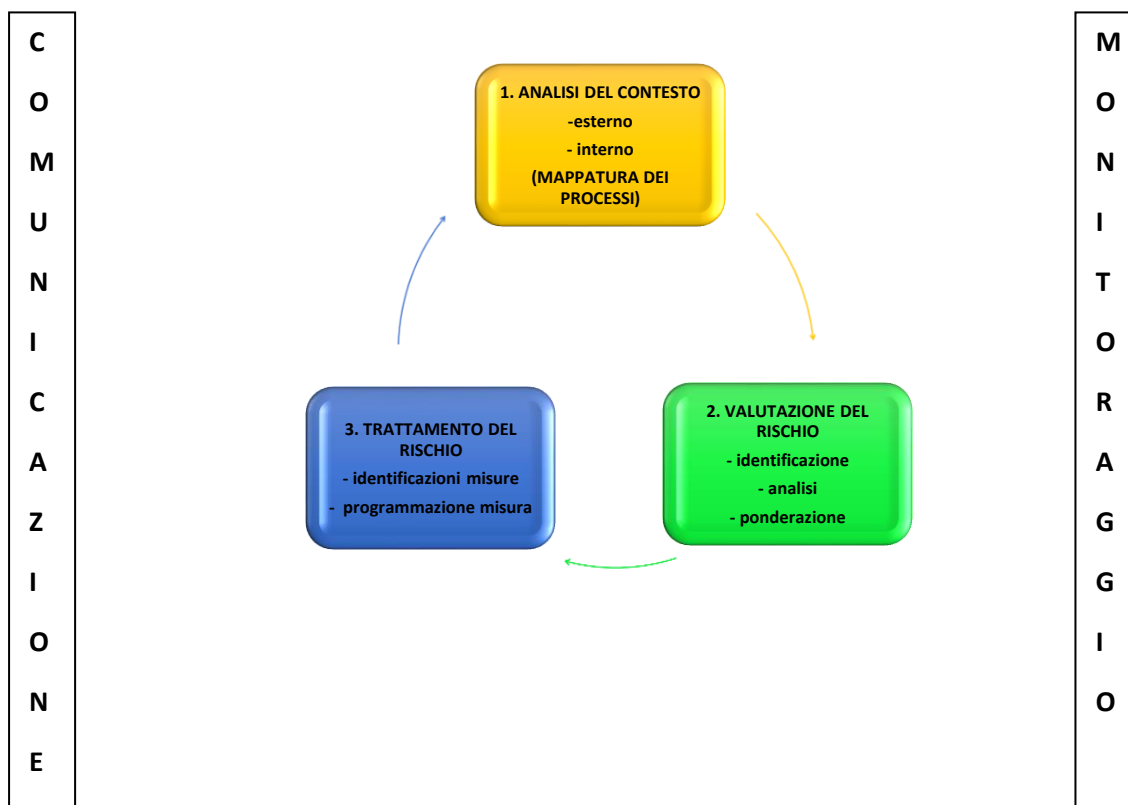 C
O
M
U
N
I
C
A
Z
I
O
N
E
1. ANALISI DEL CONTESTO
-esterno
- interno
(MAPPATURA DEI
PROCESSI)
2. VALUTAZIONE DEL
RISCHIO
- identificazione
- analisi
- ponderazione
3. TRATTAMENTO DEL
RISCHIO
- identificazioni misure
- programmazione misura
M
O
N
I
T
O
R
A
G
G
I
O